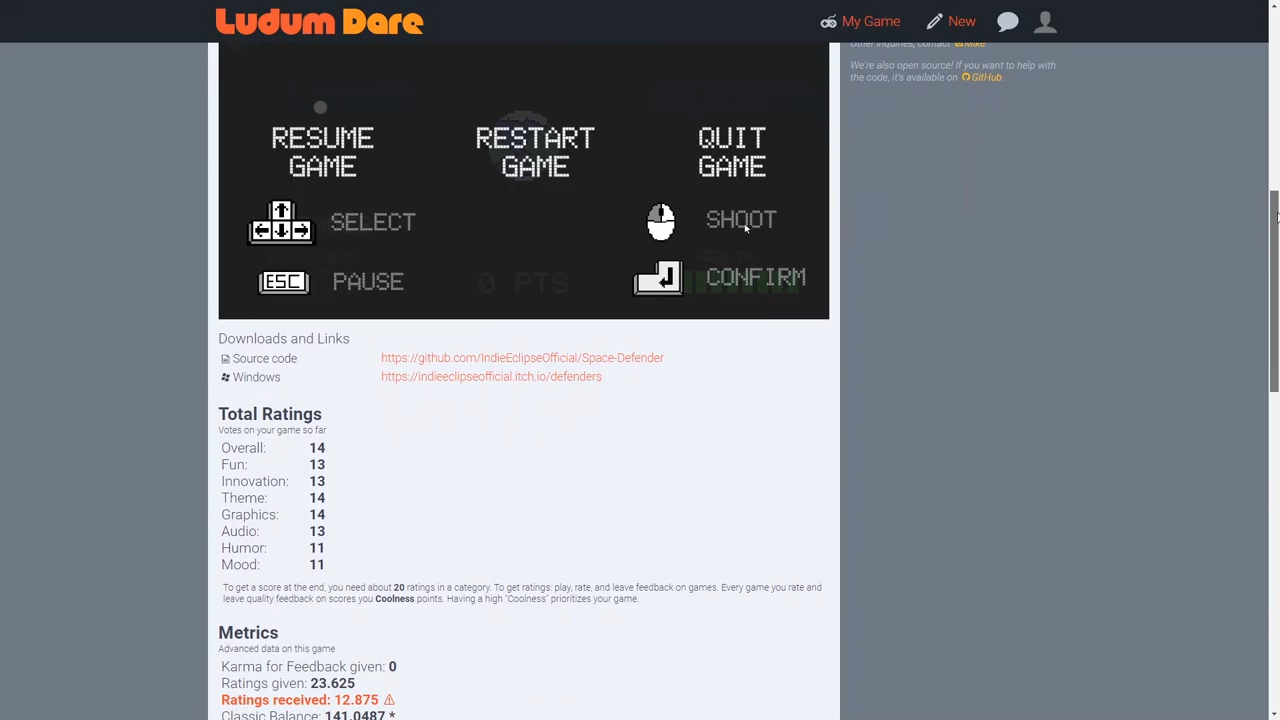 Ludum Dare
My Game
New
Other inquiries, contact Mike.
We're also open source! If you want to help with
the code, it's available on GitHub.
RESUME
GAME
RESTART
GAME
QUIT
GAME
SELECT
SHOOT
ESC
PAUSE
0 PTS
CONFIRM
Downloads and Links
Source code
https://github.com/IndieEclipseOfficial/Space-Defender
Windows
https://indieeclipseofficial.itch.io/defenders
Total Ratings
Votes on your game so far
Overall: 14
Fun: 13
Innovation: 13
Theme: 14
Graphics: 14
Audio: 13
Humor: 11
Mood: 11
To get a score at the end, you need about 20 ratings in a category. To get ratings: play, rate, and leave feedback on games. Every game you rate and
leave quality feedback on scores you Coolness points. Having a high "Coolness" prioritizes your game.
Metrics
Advanced data on this game
Karma for Feedback given: 0
Ratings given: 23.625
Ratings received: 12.875
Classic Balance: 141.0487 *